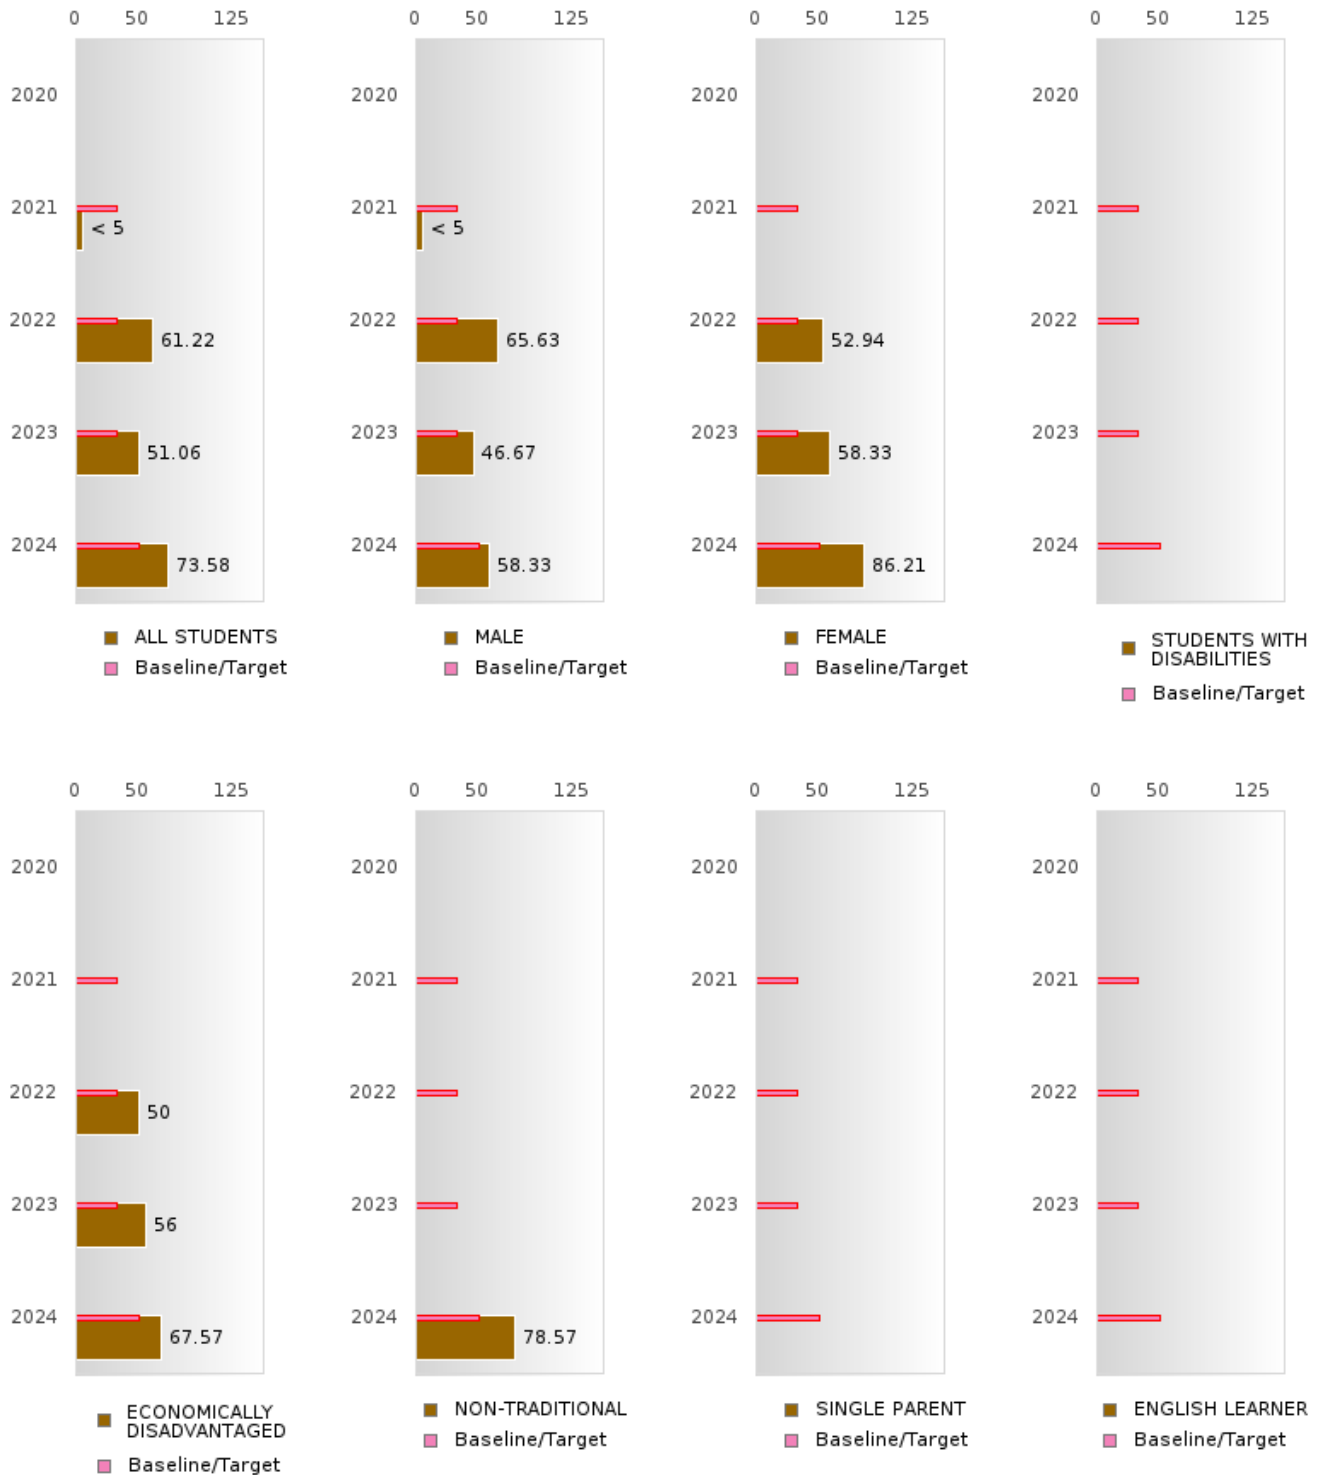 0 50 125
0 50 125
0 50 125
0 50 125
2020
2020
2020
2020
2021
< 5
2021
< 5
2021
2021
2022
61.22
2022
65.63
2022
52.94
2022
2023
51.06
2023
46.67
2023
58.33
2023
2024
73.58
2024
58.33
2024
86.21
2024
ALL STUDENTS
Baseline/Target
MALE
Baseline/Target
FEMALE
Baseline/Target
STUDENTS WITH
DISABILITIES
Baseline/Target
0 50 125
0 50 125
0 50 125
0 50 125
2020
2020
2020
2020
2021
2021
2021
2021
2022
50
2022
2022
2022
2023
56
2023
2023
2023
2024
67.57
2024
78.57
2024
2024
ECONOMICALLY
DISADVANTAGED
Baseline/Target
NON-TRADITIONAL
Baseline/Target
SINGLE PARENT
Baseline/Target
ENGLISH LEARNER
Baseline/Target